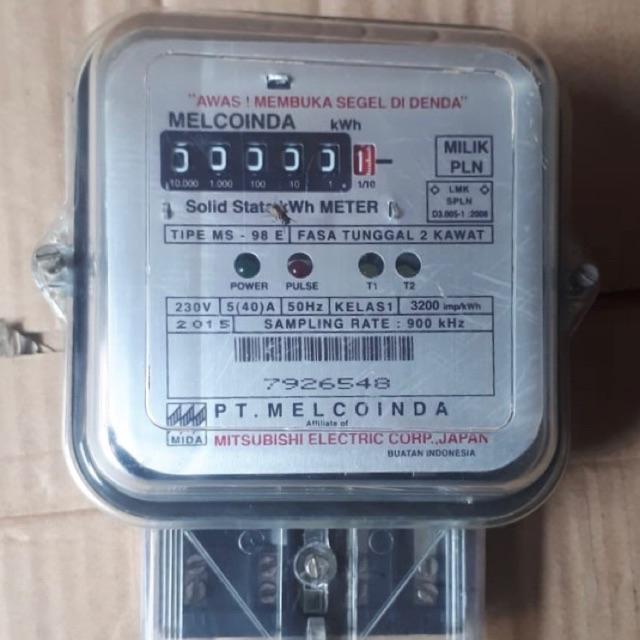 "AWAS ! MEMBUKA SEGEL DI DENDA"
MELCOINDA kWh
0 0 0 0 0
10.000 1.000 100 10 1 1/10
MILIK
PLN
LMK
SPLN
D3.005-1 :2008
Solid State kWh METER
TIPE MS - 98 E FASA TUNGGAL 2 KAWAT
POWER PULSE T1 T2
230V 5(40)A 50Hz KELAS1 3200 imp/kWh
2015 SAMPLING RATE : 900 kHz
7926548
PT. MELCOINDA
Affiliate of
MIDA MITSUBISHI ELECTRIC CORP.,JAPAN
BUATAN INDONESIA